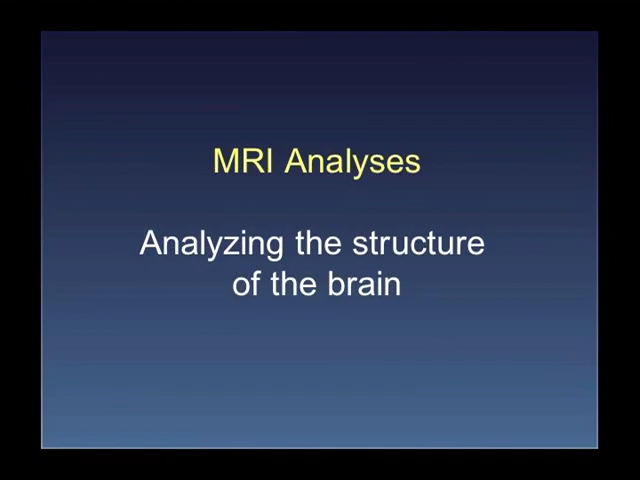 MRI Analyses
Analyzing the structure
of the brain